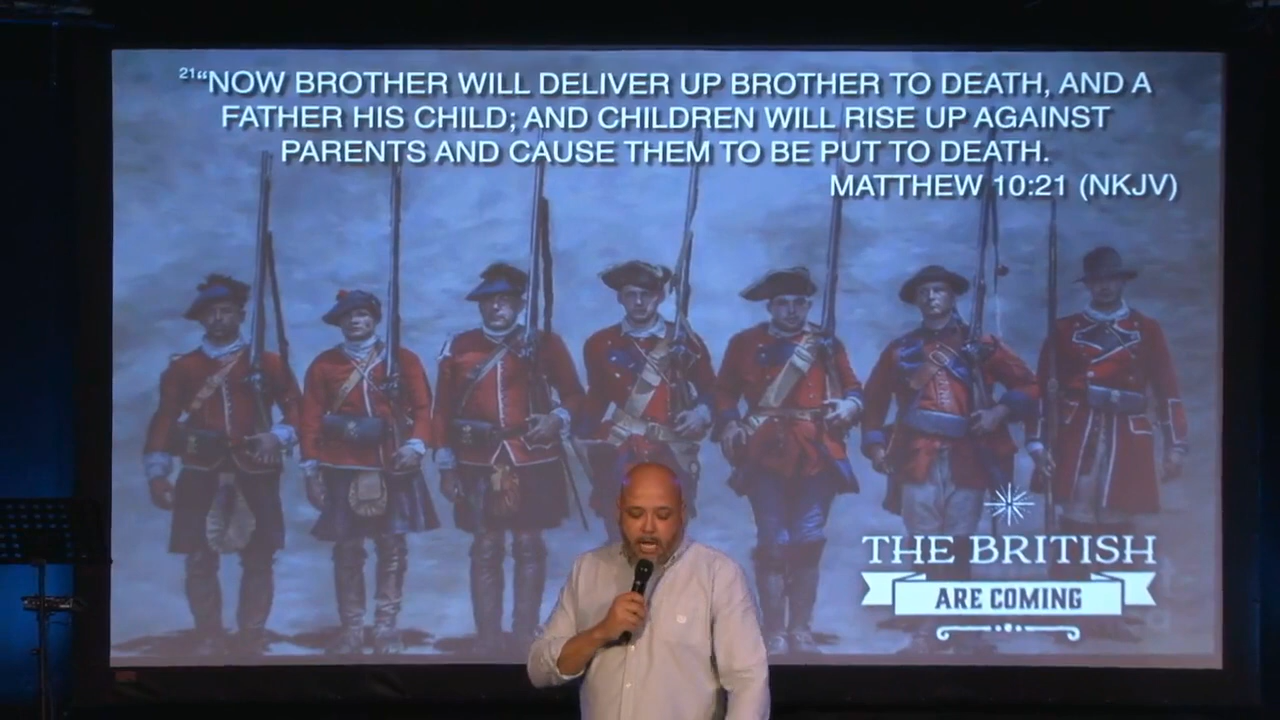 21“NOW BROTHER WILL DELIVER UP BROTHER TO DEATH, AND A
FATHER HIS CHILD; AND CHILDREN WILL RISE UP AGAINST
PARENTS AND CAUSE THEM TO BE PUT TO DEATH.
MATTHEW 10:21 (NKJV)
THE BRITISH
ARE COMING